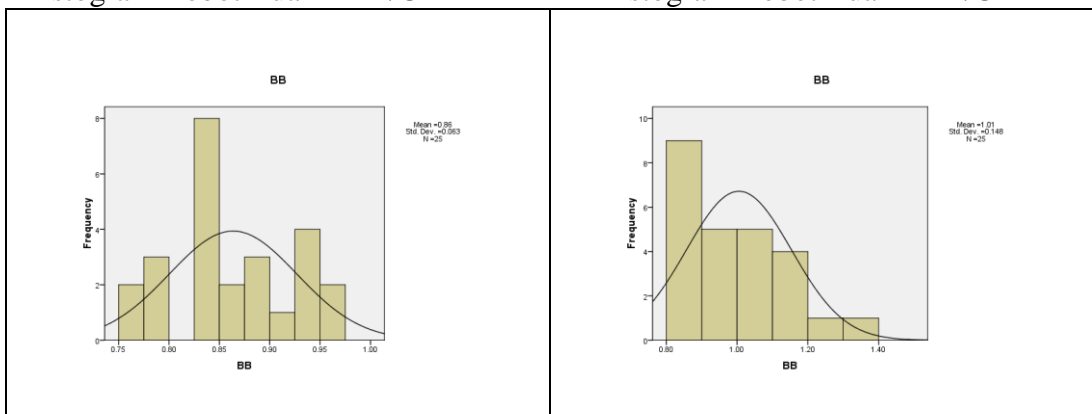 BB
Mean =0.86
Std. Dev. =0.063
N =25
Frequency
8
6
4
2
0
0.75 0.80 0.85 0.90 0.95 1.00
BB
BB
Mean =1.01
Std. Dev. =0.148
N =25
Frequency
10
8
6
4
2
0
0.80 1.00 1.20 1.40
BB